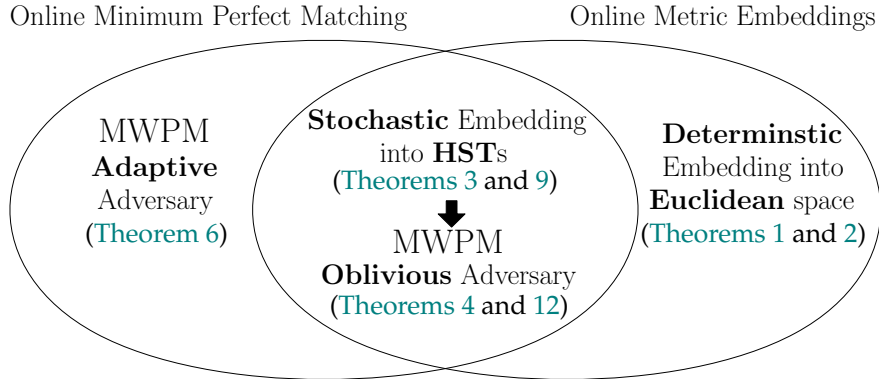 Online Minimum Perfect Matching
Online Metric Embeddings
MWPM
Adaptive
Adversary
(Theorem 6)
Stochastic Embedding
into HSTs
(Theorems 3 and 9)
MWPM
Oblivious Adversary
(Theorems 4 and 12)
Determinstic
Embedding into
Euclidean space
(Theorems 1 and 2)